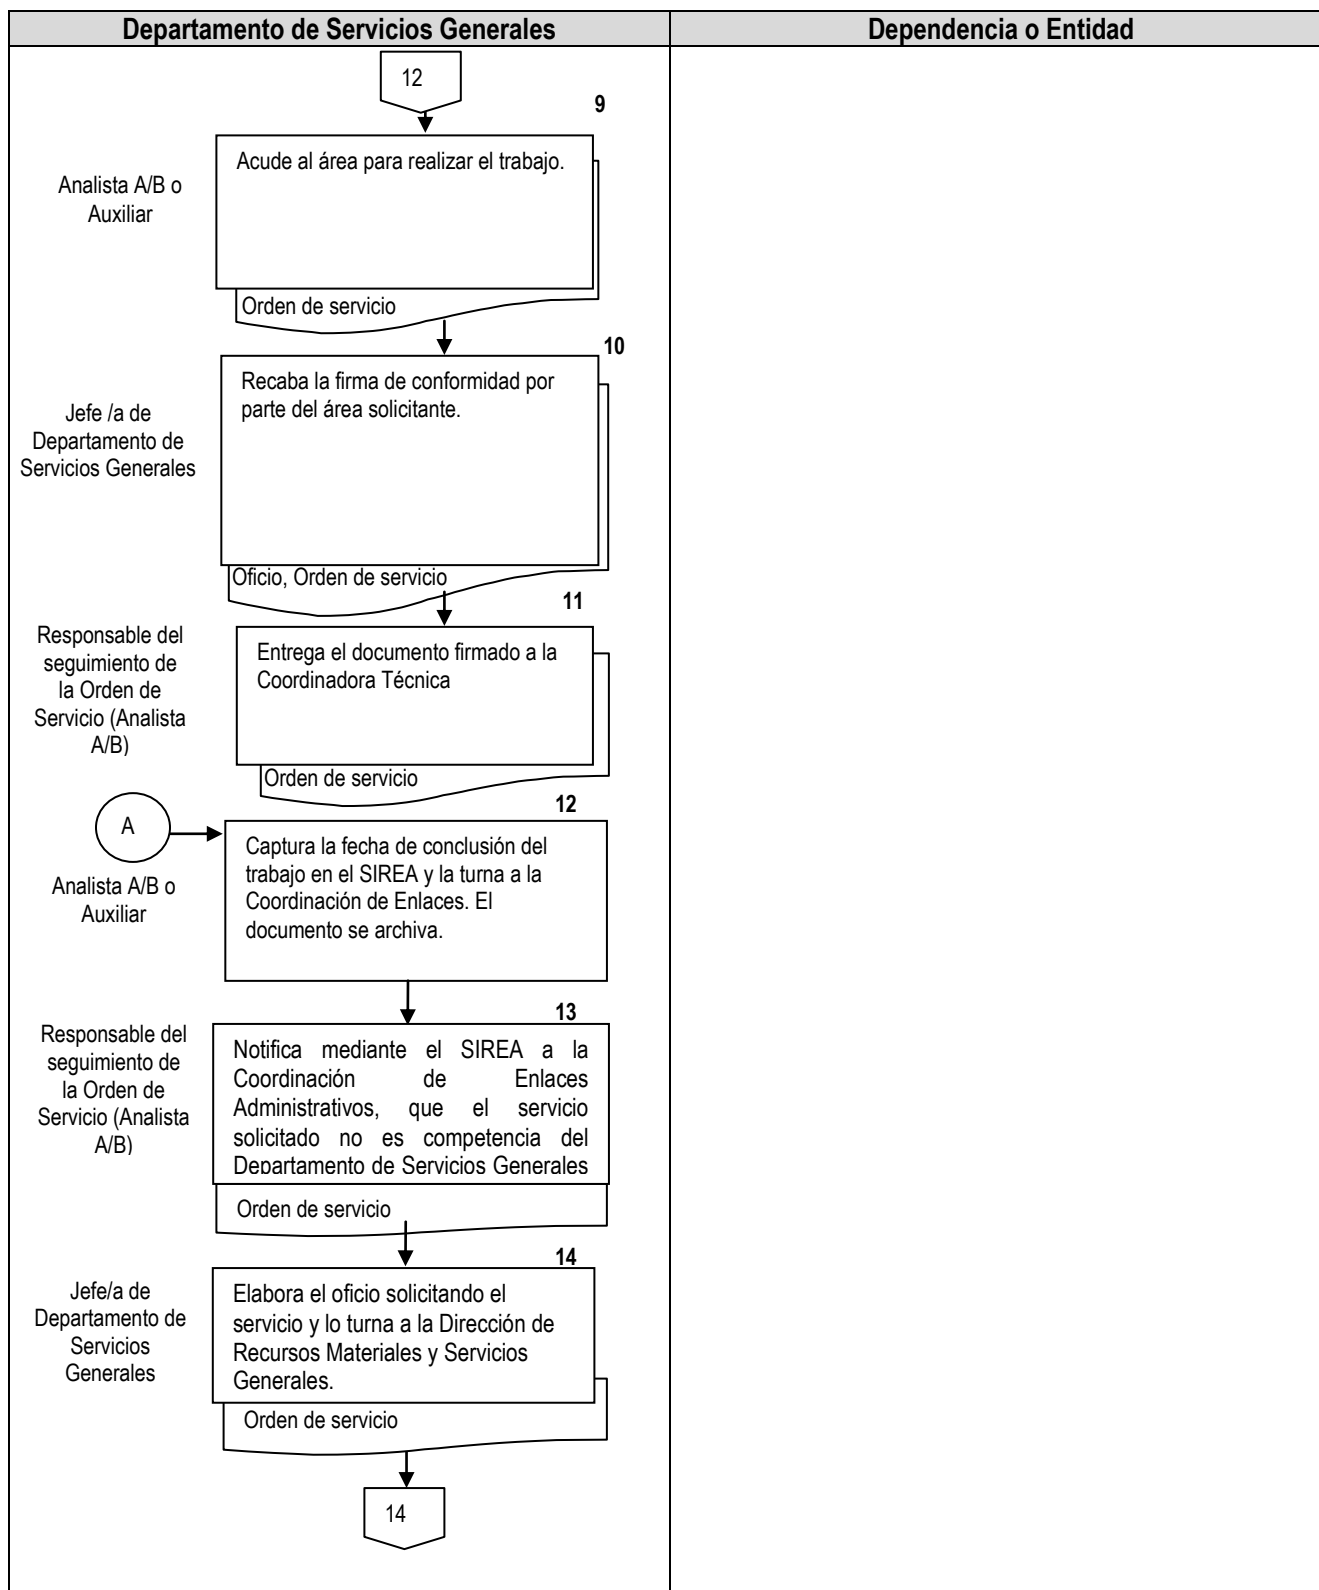 Departamento de Servicios Generales
Dependencia o Entidad
12
9
Analista A/B o
Auxiliar
Acude al área para realizar el trabajo.
Orden de servicio
10
Jefe /a de
Departamento de
Servicios Generales
Recaba la firma de conformidad por
parte del área solicitante.
Oficio, Orden de servicio
11
Responsable del
seguimiento de
la Orden de
Servicio (Analista
A/B)
Entrega el documento firmado a la
Coordinadora Técnica
Orden de servicio
12
A
Analista A/B o
Auxiliar
Captura la fecha de conclusión del
trabajo en el SIREA y la turna a la
Coordinación de Enlaces. El
documento se archiva.
13
Responsable del
seguimiento de
la Orden de
Servicio (Analista
A/B)
Notifica mediante el SIREA a la
Coordinación de Enlaces
Administrativos, que el servicio
solicitado no es competencia del
Departamento de Servicios Generales
Orden de servicio
14
Jefe/a de
Departamento de
Servicios
Generales
Elabora el oficio solicitando el
servicio y lo turna a la Dirección de
Recursos Materiales y Servicios
Generales.
Orden de servicio
14